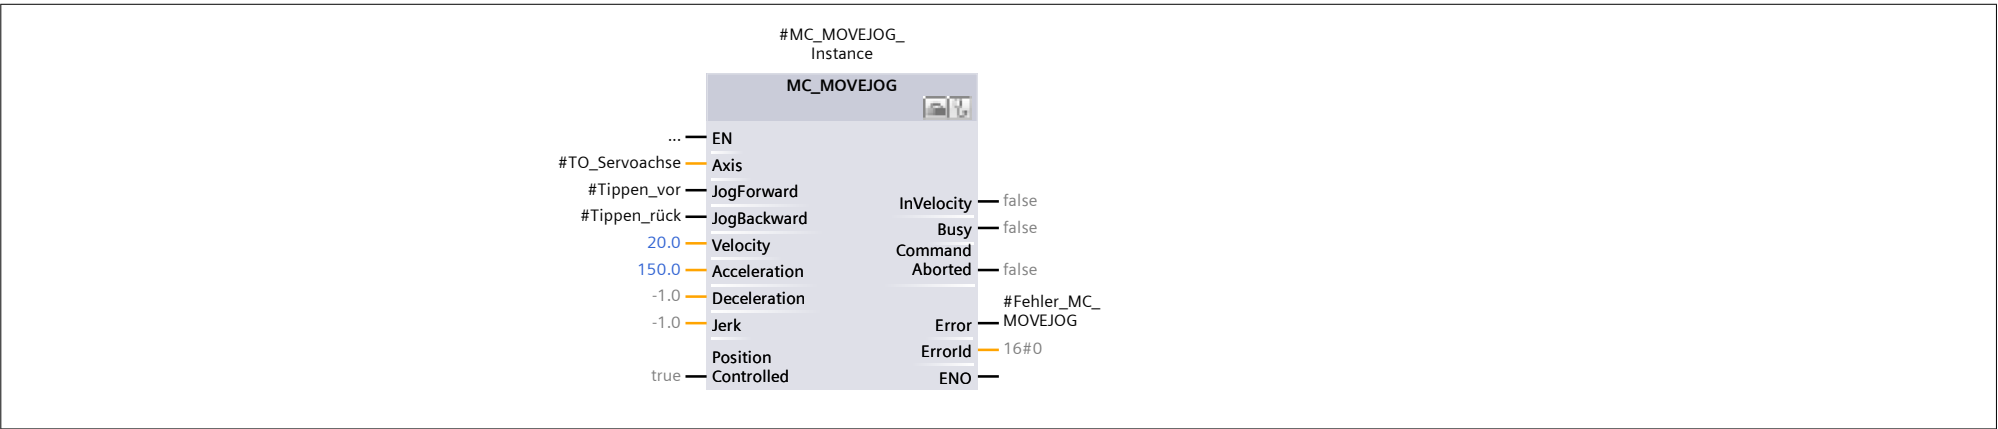 #MC_MOVEJOG_
Instance
MC_MOVEJOG
... EN
#TO_Servoachse Axis
#Tippen_vor JogForward
InVelocity false
#Tippen_rück JogBackward
Busy false
20.0 Velocity
Command
Aborted false
150.0 Acceleration
-1.0 Deceleration
#Fehler_MC_
MOVEJOG
-1.0 Jerk
Error
ErrorId 16#0
Position
Controlled
true
ENO